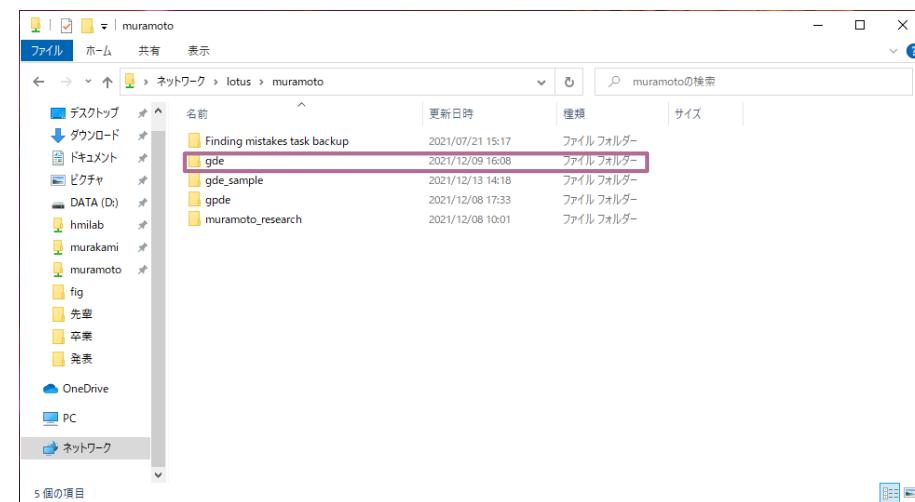 muramoto
ファイル ホーム 共有 表示
ネットワーク › lotus › muramoto
muramotoの検索
デスクトップ
ダウンロード
ドキュメント
ピクチャ
DATA (D:)
hmilab
murakami
muramoto
fig
先輩
卒業
発表
OneDrive
PC
ネットワーク
名前 更新日時 種類 サイズ
Finding mistakes task backup 2021/07/21 15:17 ファイル フォルダー
gde 2021/12/09 16:08 ファイル フォルダー
gde_sample 2021/12/13 14:18 ファイル フォルダー
gpde 2021/12/08 17:33 ファイル フォルダー
muramoto_research 2021/12/08 10:01 ファイル フォルダー
5 個の項目